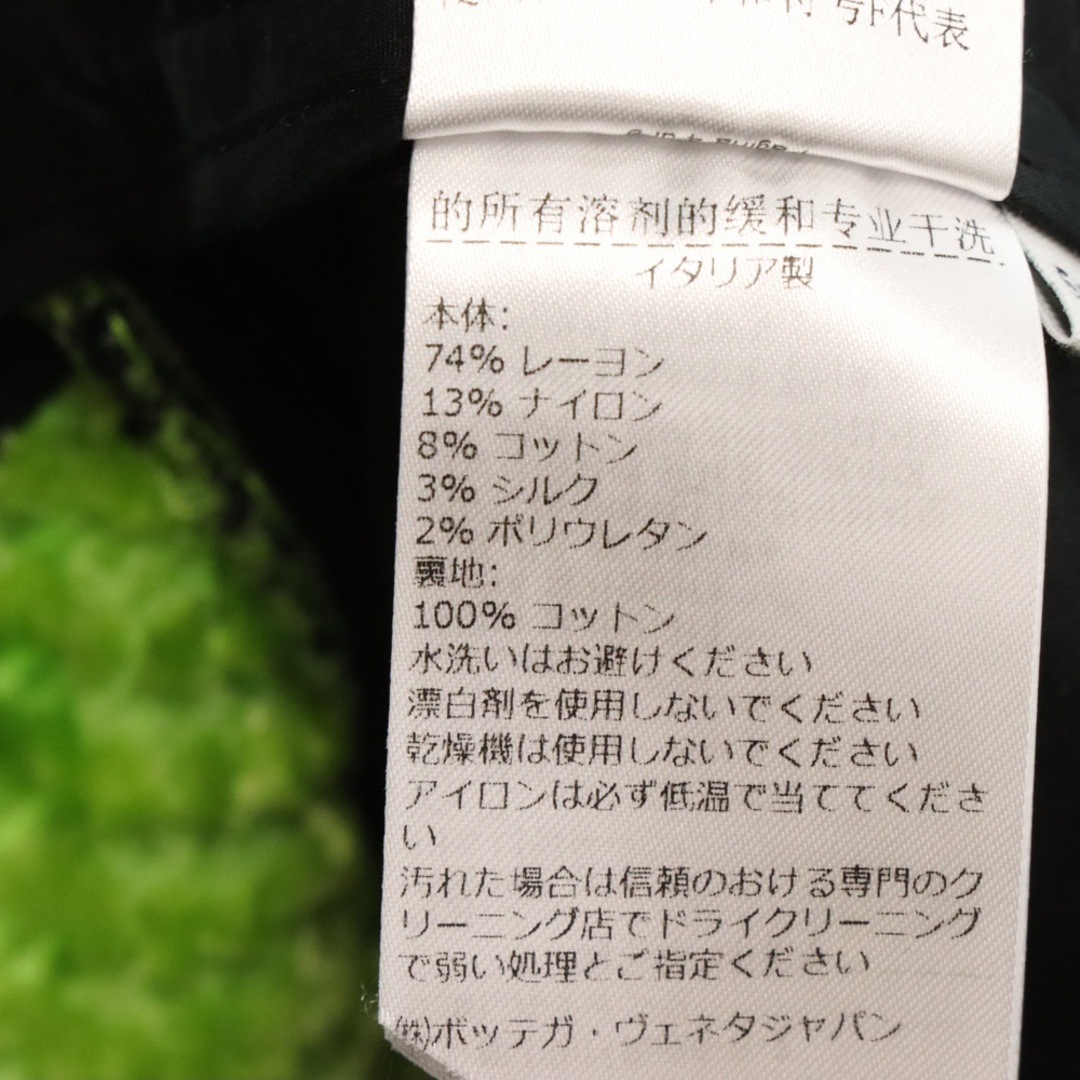 代表
的所有溶剂的缓和专业干洗
イタリア製
本体:
74% レーヨン
13% ナイロン
8% コットン
3% シルク
2% ポリウレタン
裏地:
100% コットン
水洗いはお避けください
漂白剤を使用しないでください
乾燥機は使用しないでください
アイロンは必ず低温で当ててくださ
い
汚れた場合は信頼のおける専門のク
リーニング店でドライクリーニング
で弱い処理とご指定ください
㈱ボッテガ・ヴェネタジャパン